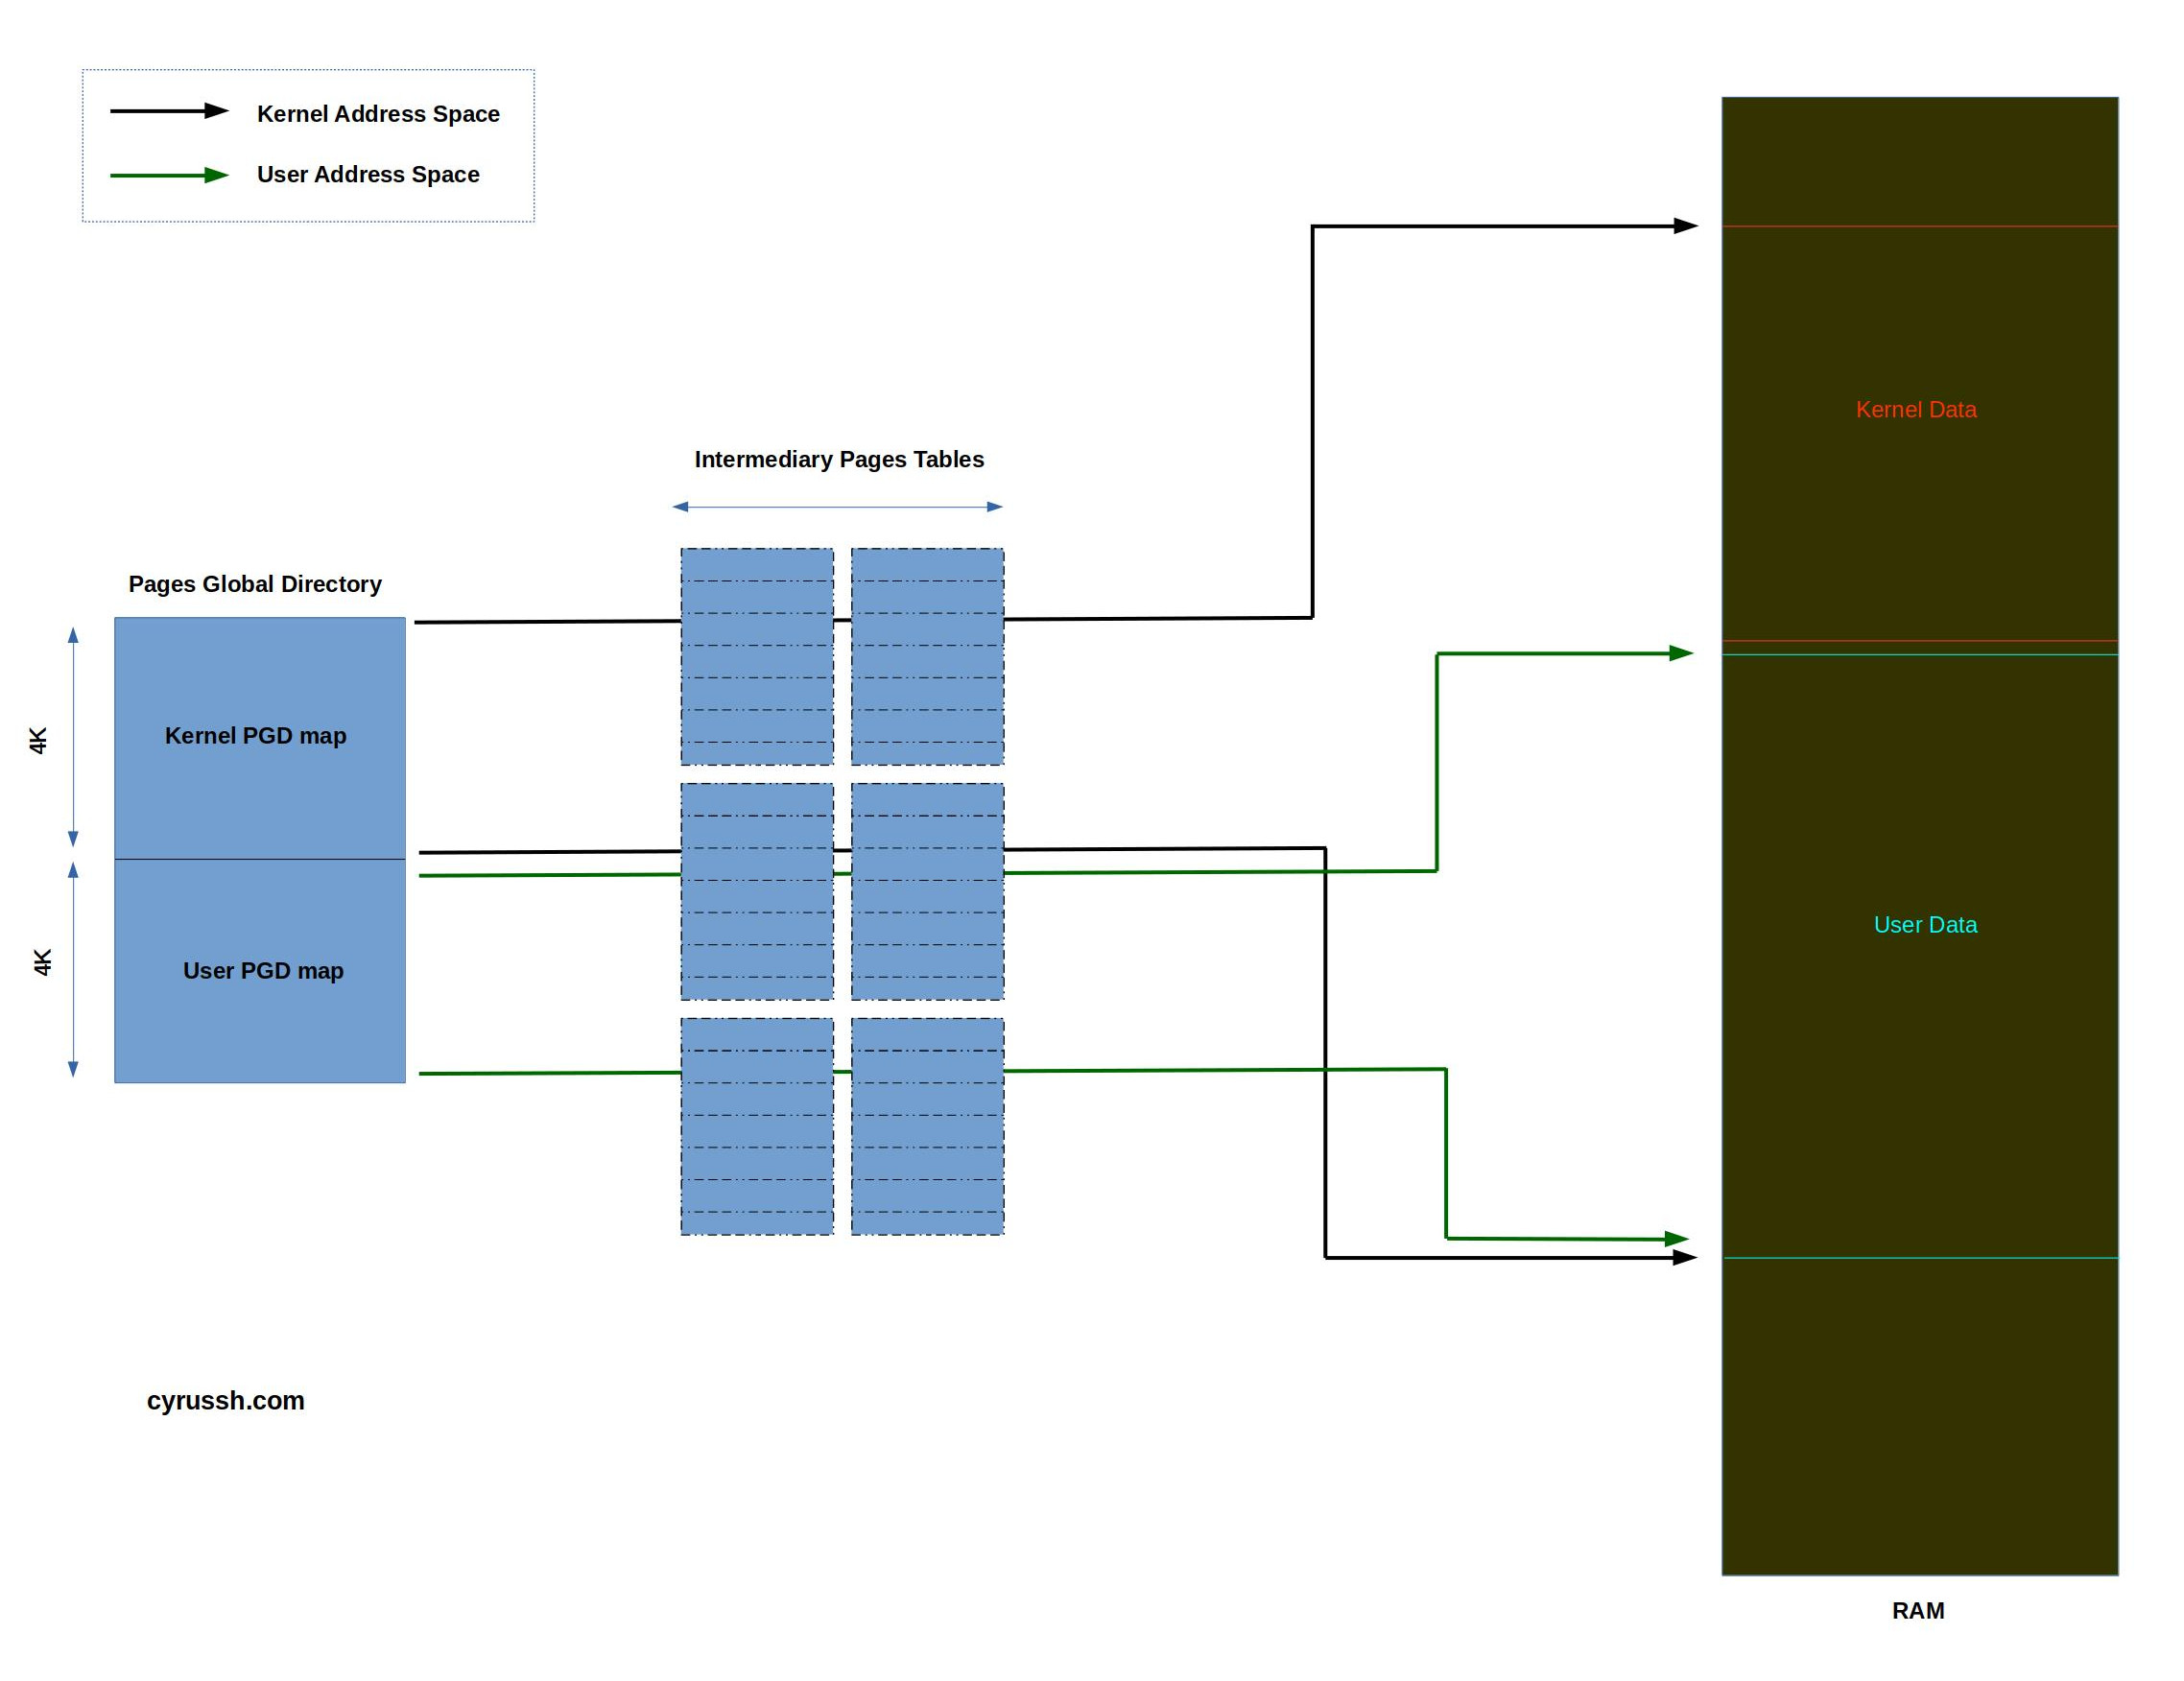 Kernel Address Space
User Address Space
Kernel Data
Intermediary Pages Tables
Pages Global Directory
4K
Kernel PGD map
User Data
4K
User PGD map
cyrussh.com
RAM